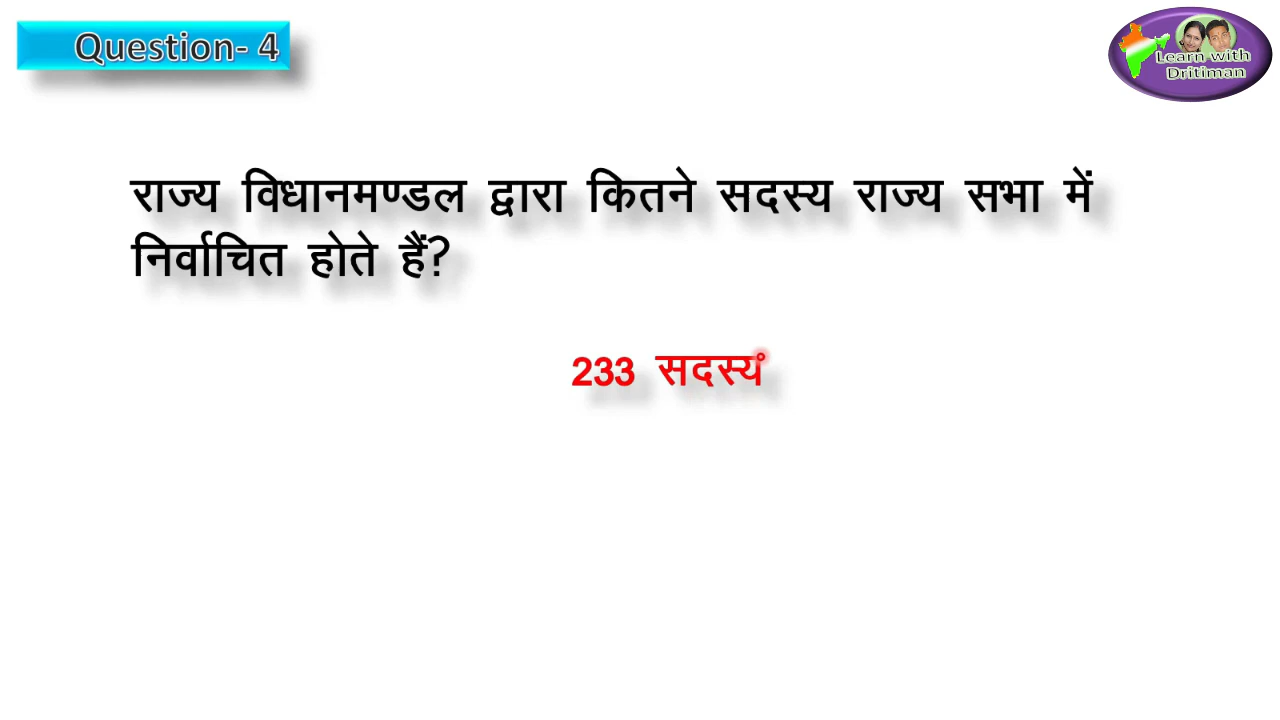 Question- 4
Learn with
Dritiman
राज्य विधानमण्डल द्वारा कितने सदस्य राज्य सभा में
निर्वाचित होते हैं?
233 सदस्य